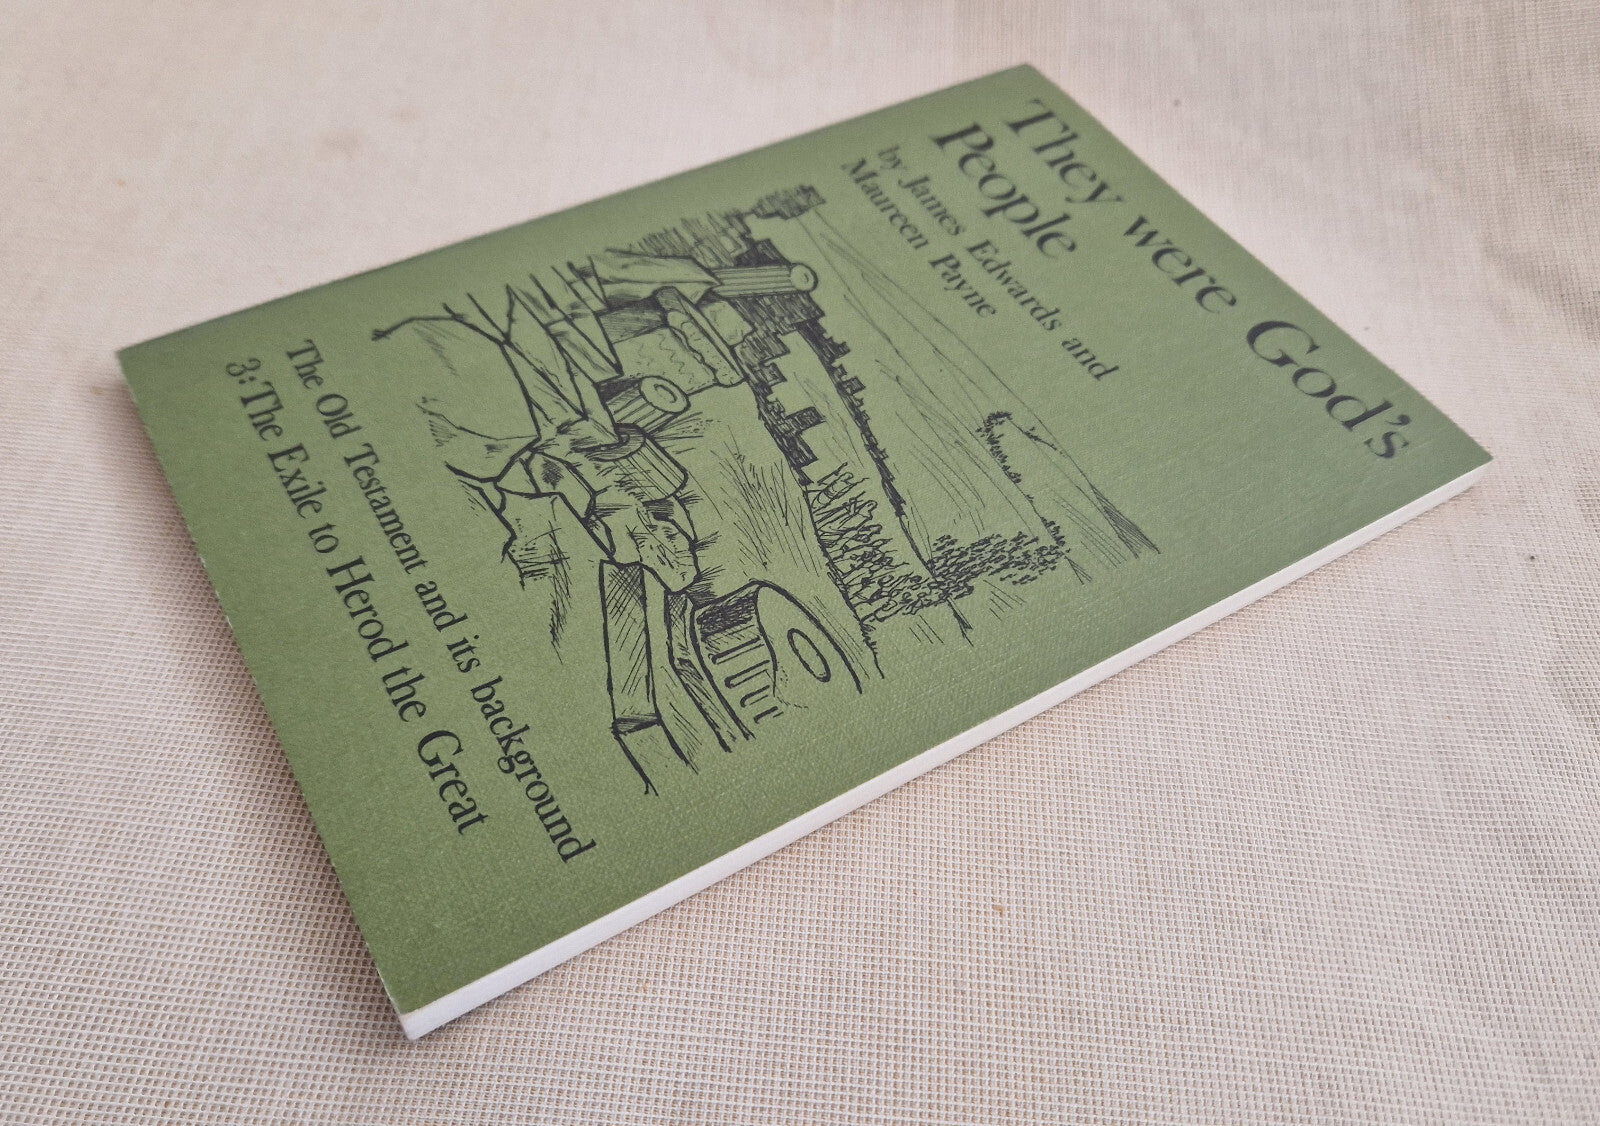 They were God's
People
by James Edwards and
Maureen Payne
The Old Testament and its background
3: The Exile to Herod the Great